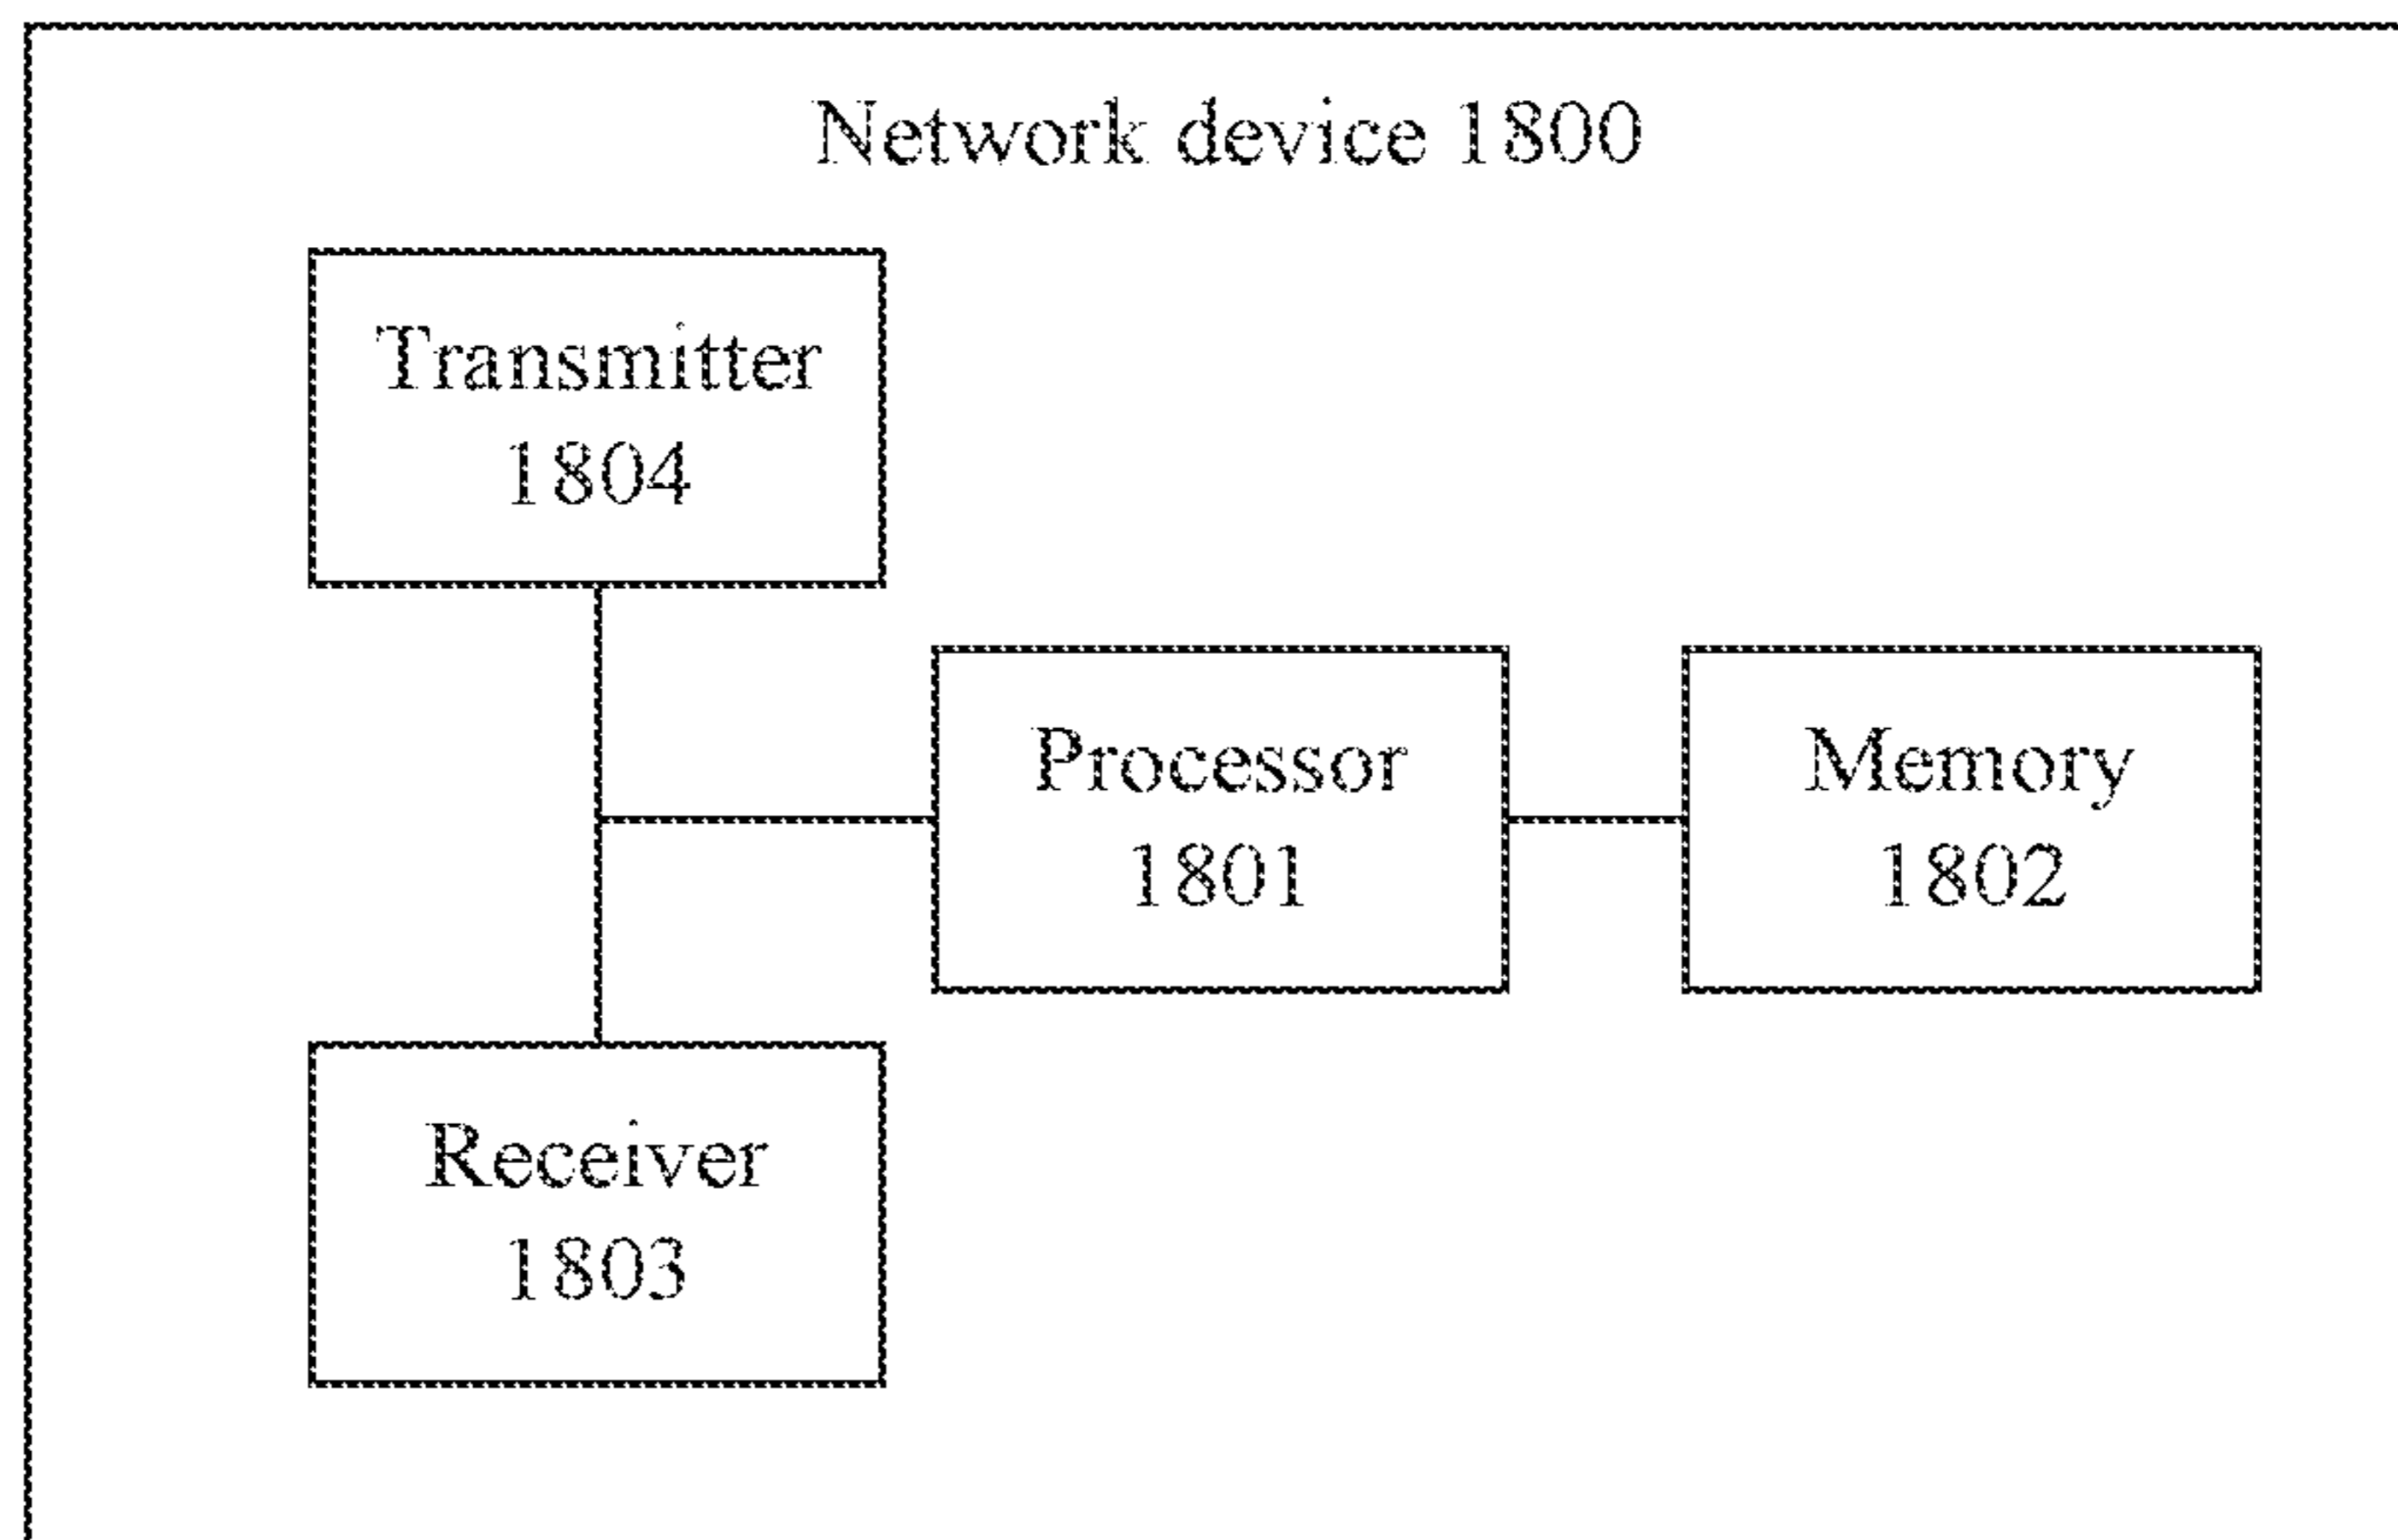 Network device 1800
Transmitter
1804
Processor
1801
Memory
1802
Receiver
1803